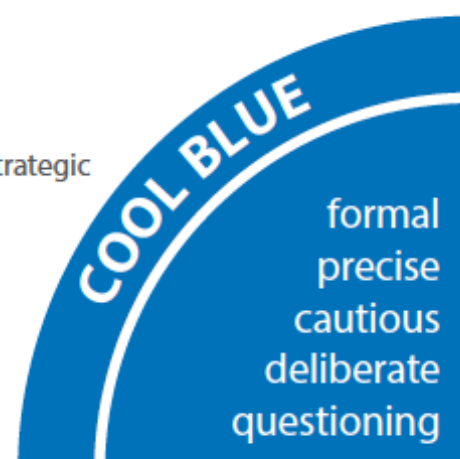 COOL BLUE
trategic
formal
precise
cautious
deliberate
questioning